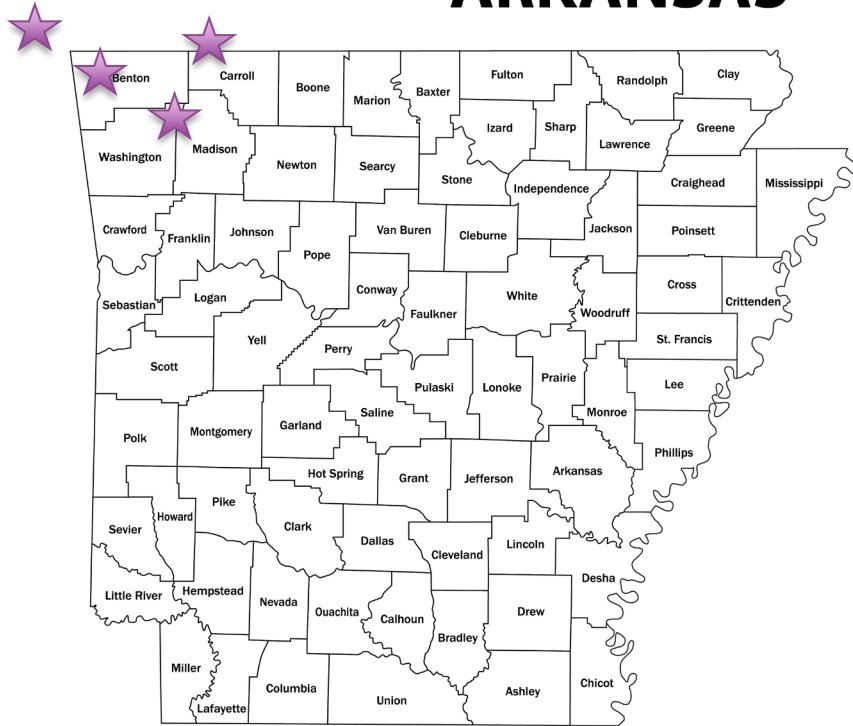 ARKANSAS
Benton
Carroll
Boone
Marion
Baxter
Fulton
Randolph
Clay
Izard
Sharp
Lawrence
Greene
Washington
Madison
Newton
Searcy
Stone
Independence
Craighead
Mississippi
Crawford
Franklin
Johnson
Pope
Van Buren
Cleburne
Jackson
Poinsett
Sebastian
Logan
Conway
Faulkner
White
Woodruff
Cross
Crittenden
Yell
Perry
St. Francis
Scott
Pulaski
Lonoke
Prairie
Lee
Monroe
Polk
Montgomery
Garland
Saline
Phillips
Hot Spring
Grant
Jefferson
Arkansas
Sevier
Howard
Pike
Clark
Dallas
Cleveland
Lincoln
Desha
Little River
Hempstead
Nevada
Ouachita
Calhoun
Bradley
Drew
Miller
Lafayette
Columbia
Union
Ashley
Chicot